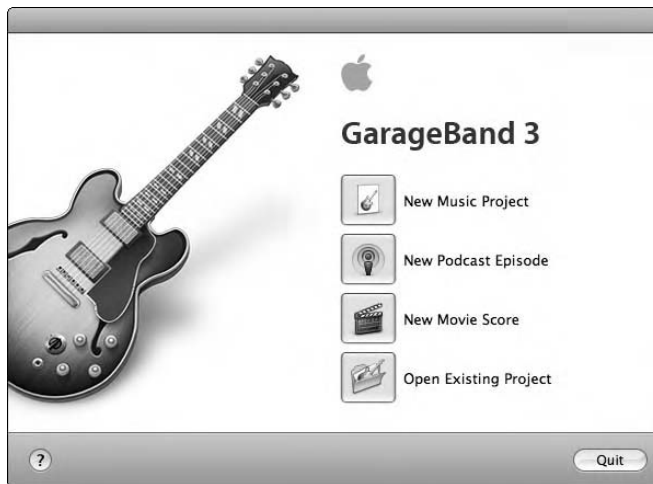 GarageBand 3
New Music Project
New Podcast Episode
New Movie Score
Open Existing Project
?
Quit